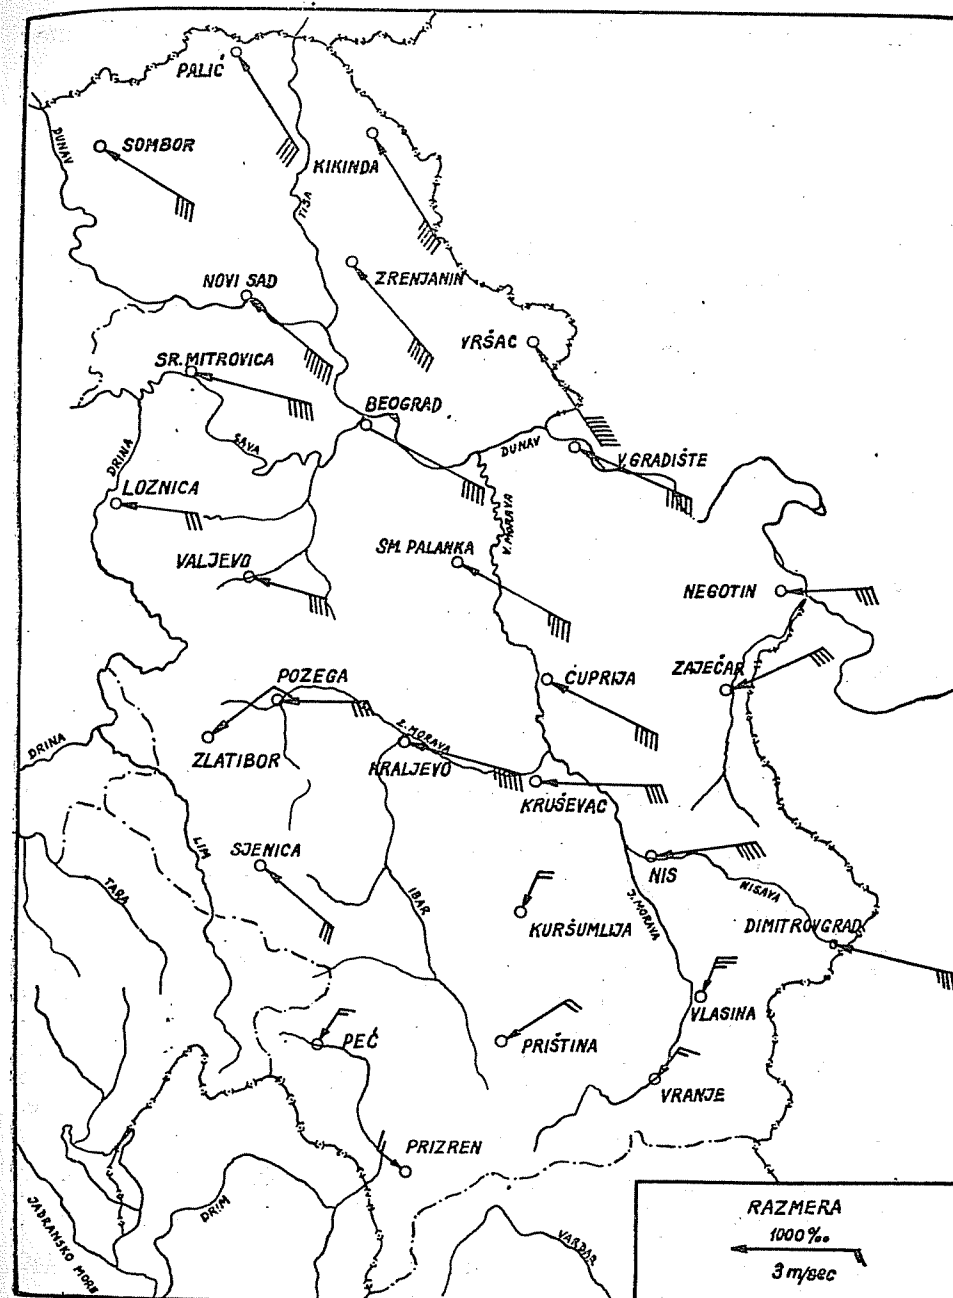 PALIĆ
SOMBOR
DUNAV
KIKINDA
TISA
NOVI SAD
ZRENJANIN
VRŠAC
SR. MITROVICA
BEOGRAD
SAVA
DUNAV
V. GRADIŠTE
DRINA
LOZNICA
V. MORAVA
VALJEVO
SM. PALANKA
NEGOTIN
POZEGA
ĆUPRIJA
ZAJEČAR
Z. MORAVA
DRINA
ZLATIBOR
KRALJEVO
KRUŠEVAC
LIM
SJENICA
NIS
TARA
IBAR
NISAVA
KURŠUMLIJA
J. MORAVA
DIMITROVGRAD
VLASINA
PEĆ
PRIŠTINA
VRANJE
PRIZREN
DRIM
JADRANSKO MORE
VARDAR
RAZMERA
1000 ‰
3 m/sec